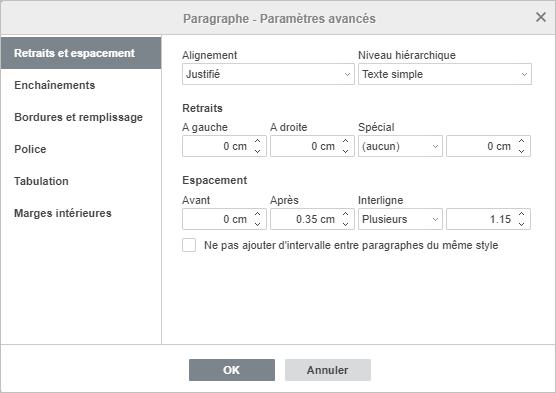 Paragraphe - Paramètres avancés
Retraits et espacement
Enchaînements
Bordures et remplissage
Police
Tabulation
Marges intérieures
Alignement Niveau hiérarchique
Justifié Texte simple
Retraits
A gauche A droite Spécial
0 cm 0 cm (aucun) 0 cm
Espacement
Avant Après Interligne
0 cm 0.35 cm Plusieurs 1.15
Ne pas ajouter d'intervalle entre paragraphes du même style
OK Annuler